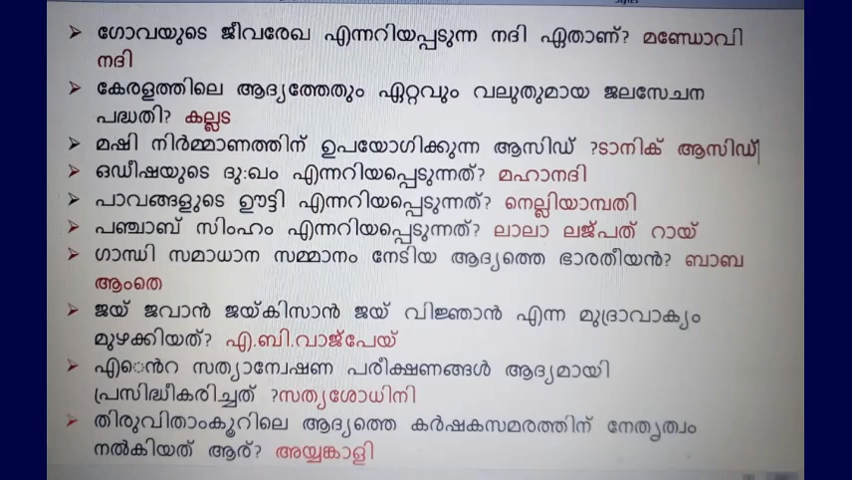 ഗോവയുടെ ജീവരേഖ എന്നറിയപ്പടുന്ന നദി ഏതാണ്? മണ്ഡോവി
നദി
കേരളത്തിലെ ആദ്യത്തേതും ഏറ്റവും വലുതുമായ ജലസേചന
പദ്ധതി? കല്ലട
മഷി നിർമ്മാണത്തിന് ഉപയോഗിക്കുന്ന ആസിഡ് ?ടാനിക് ആസിഡ്
ഒഡീഷയുടെ ദു:ഖം എന്നറിയപ്പെടുന്നത്? മഹാനദി
പാവങ്ങളുടെ ഊട്ടി എന്നറിയപ്പെടുന്നത്? നെല്ലിയാമ്പതി
പഞ്ചാബ് സിംഹം എന്നറിയപ്പെടുന്നത്? ലാലാ ലജ്പത് റായ്
ഗാന്ധി സമാധാന സമ്മാനം നേടിയ ആദ്യത്തെ ഭാരതീയൻ? ബാബ
ആംതെ
ജയ് ജവാൻ ജയ്കിസാൻ ജയ് വിജ്ഞാൻ എന്ന മുദ്രാവാക്യം
മുഴക്കിയത്? എ.ബി.വാജ്പേയ്
എെൻറ സത്യാന്വേഷണ പരീക്ഷണങ്ങൾ ആദ്യമായി
പ്രസിദ്ധീകരിച്ചത് ?സത്യശോധിനി
തിരുവിതാംകൂറിലെ ആദ്യത്തെ കർഷകസമരത്തിന് നേതൃത്വം
നൽകിയത് ആര്? അയ്യങ്കാളി